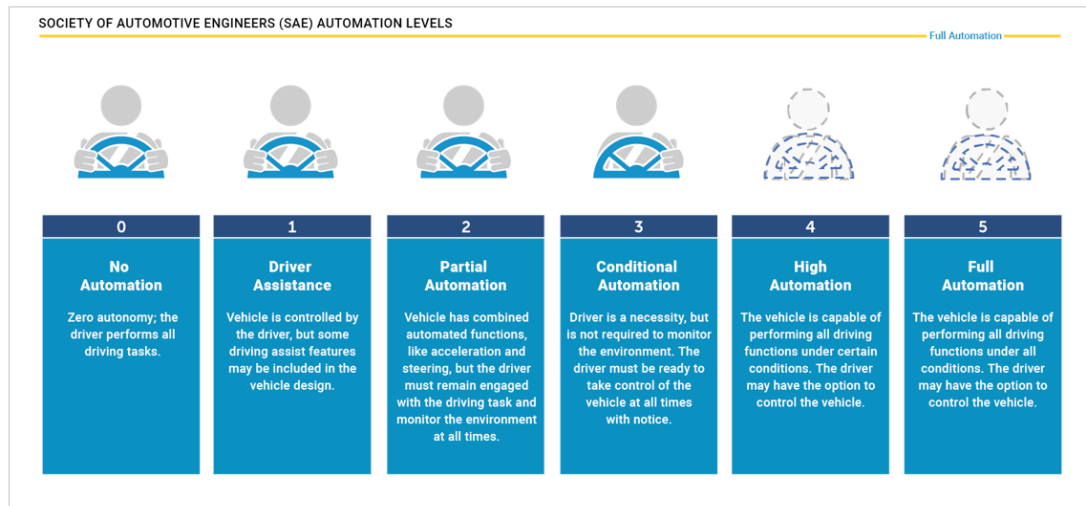 SOCIETY OF AUTOMOTIVE ENGINEERS (SAE) AUTOMATION LEVELS
Full Automation
0
No
Automation
Zero autonomy; the
driver performs all
driving tasks.
1
Driver
Assistance
Vehicle is controlled by
the driver, but some
driving assist features
may be included in the
vehicle design.
2
Partial
Automation
Vehicle has combined
automated functions,
like acceleration and
steering, but the driver
must remain engaged
with the driving task and
monitor the environment
at all times.
3
Conditional
Automation
Driver is a necessity, but
is not required to monitor
the environment. The
driver must be ready to
take control of the
vehicle at all times
with notice.
4
High
Automation
The vehicle is capable of
performing all driving
functions under certain
conditions. The driver
may have the option to
control the vehicle.
5
Full
Automation
The vehicle is capable of
performing all driving
functions under all
conditions. The driver
may have the option to
control the vehicle.